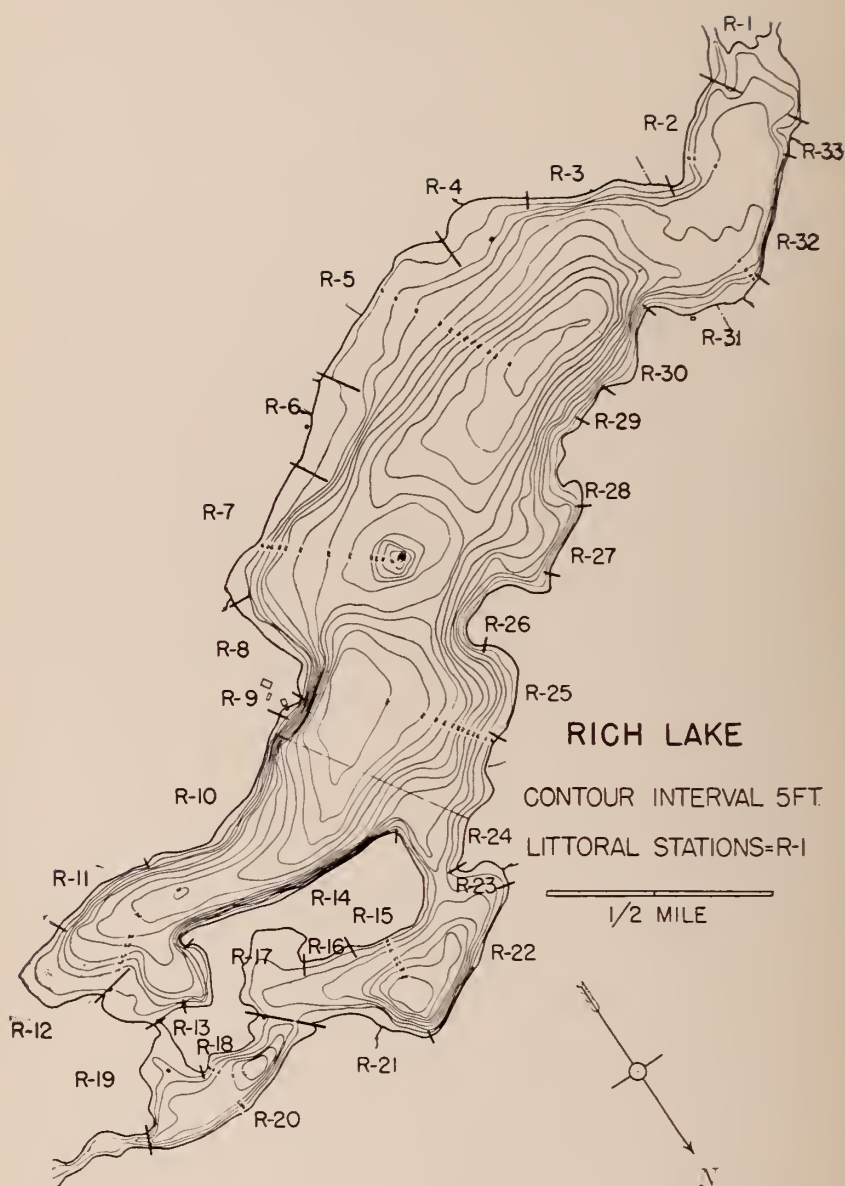 R-1
R-2
R-33
R-3
R-4
R-32
R-5
R-31
R-30
R-6
R-29
R-28
R-7
R-27
R-26
R-8
R-9
R-25
RICH LAKE
CONTOUR INTERVAL 5FT.
R-10
R-24
LITTORAL STATIONS=R-1
R-11
R-23
R-14
1/2 MILE
R-15
R-16
R-17
R-22
R-12
R-13
R-18
R-21
R-19
R-20
N